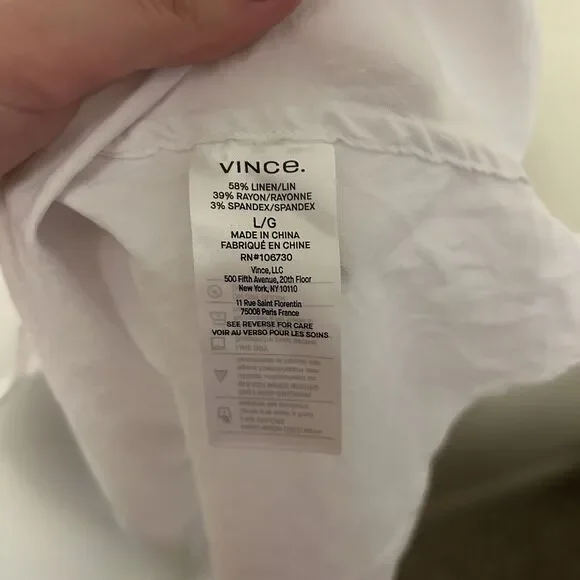 VINCE.
58% LINEN/LIN
39% RAYON/RAYONNE
3% SPANDEX/SPANDEX
L/G
MADE IN CHINA
FABRIQUÉ EN CHINE
RN#106730
Vince, LLC
500 Fifth Avenue, 20th Floor
New York, NY 10110
11 Rue Saint Florentin
75008 Paris France
SEE REVERSE FOR CARE
VOIR AU VERSO POUR LES SOINS